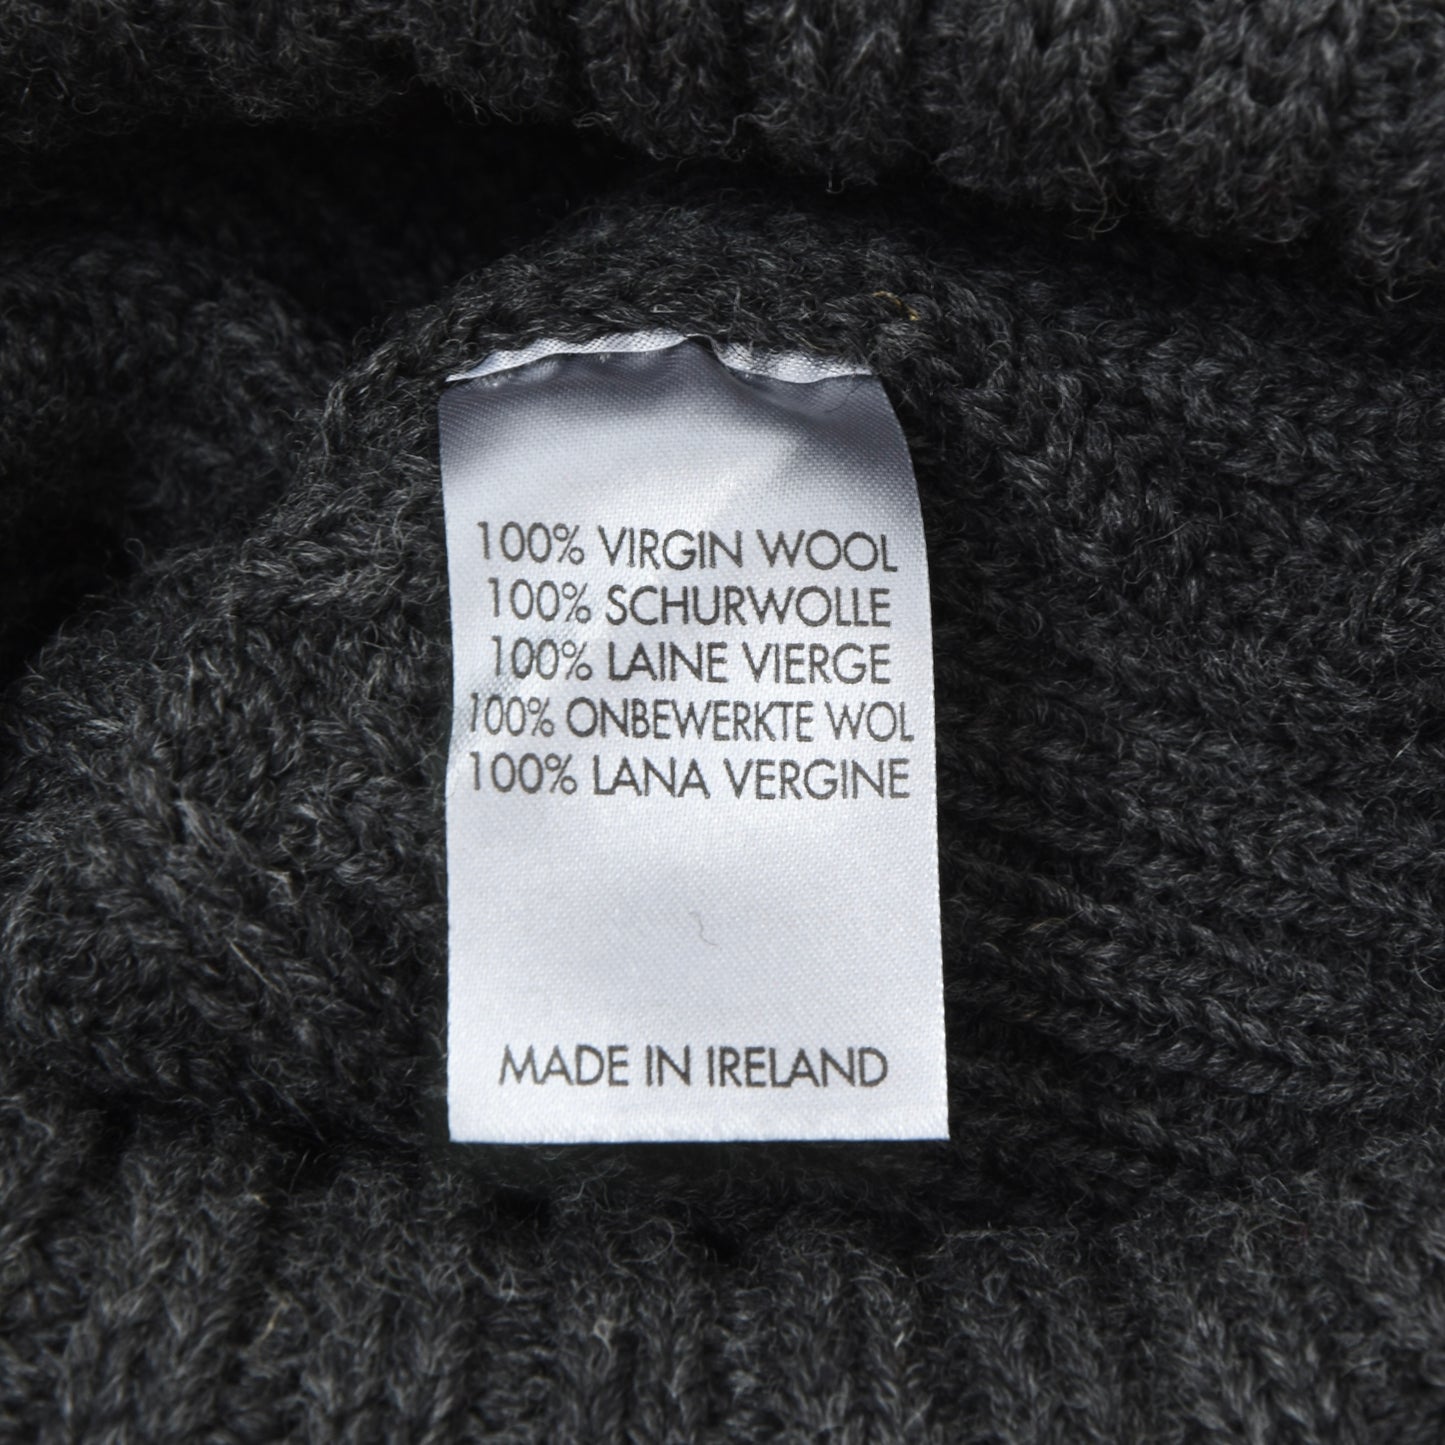 100% VIRGIN WOOL
100% SCHURWOLLE
100% LAINE VIERGE
100% ONBEWERKTE WOL
100% LANA VERGINE
MADE IN IRELAND